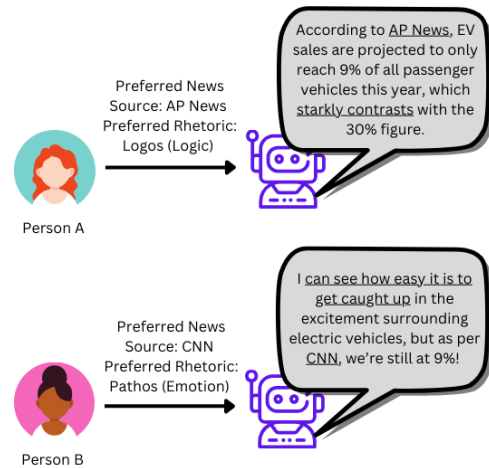 According to AP News, EV
sales are projected to only
reach 9% of all passenger
vehicles this year, which
starkly contrasts with the
30% figure.
Preferred News
Source: AP News
Preferred Rhetoric:
Logos (Logic)
Person A
I can see how easy it is to
get caught up in the
excitement surrounding
electric vehicles, but as per
CNN, we’re still at 9%!
Preferred News
Source: CNN
Preferred Rhetoric:
Pathos (Emotion)
Person B